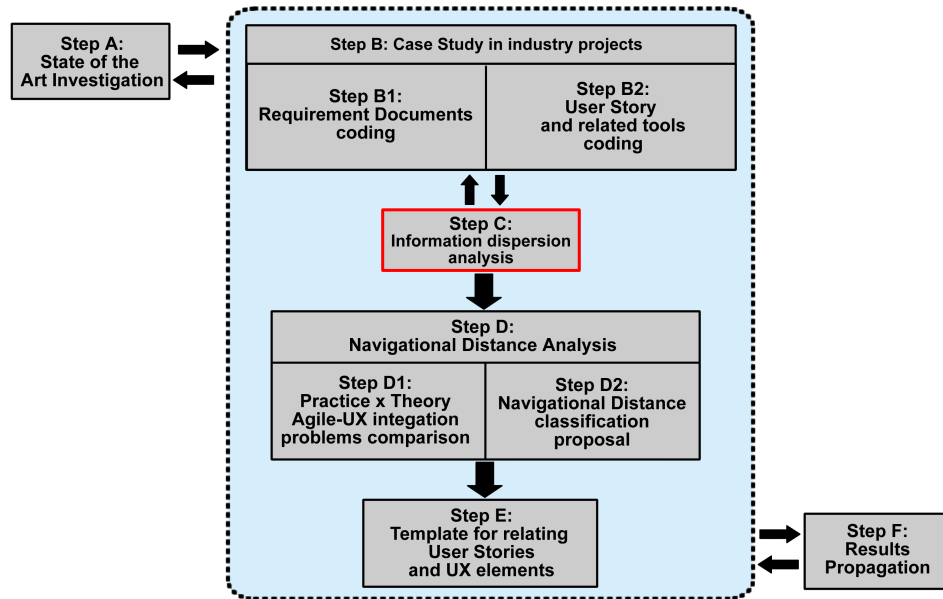 Step A:
State of the
Art Investigation
Step B: Case Study in industry projects
Step B1:
Requirement Documents
coding
Step B2:
User Story
and related tools
coding
Step C:
Information dispersion
analysis
Step D:
Navigational Distance Analysis
Step D1:
Practice x Theory
Agile-UX integation
problems comparison
Step D2:
Navigational Distance
classification
proposal
Step E:
Template for relating
User Stories
and UX elements
Step F:
Results
Propagation